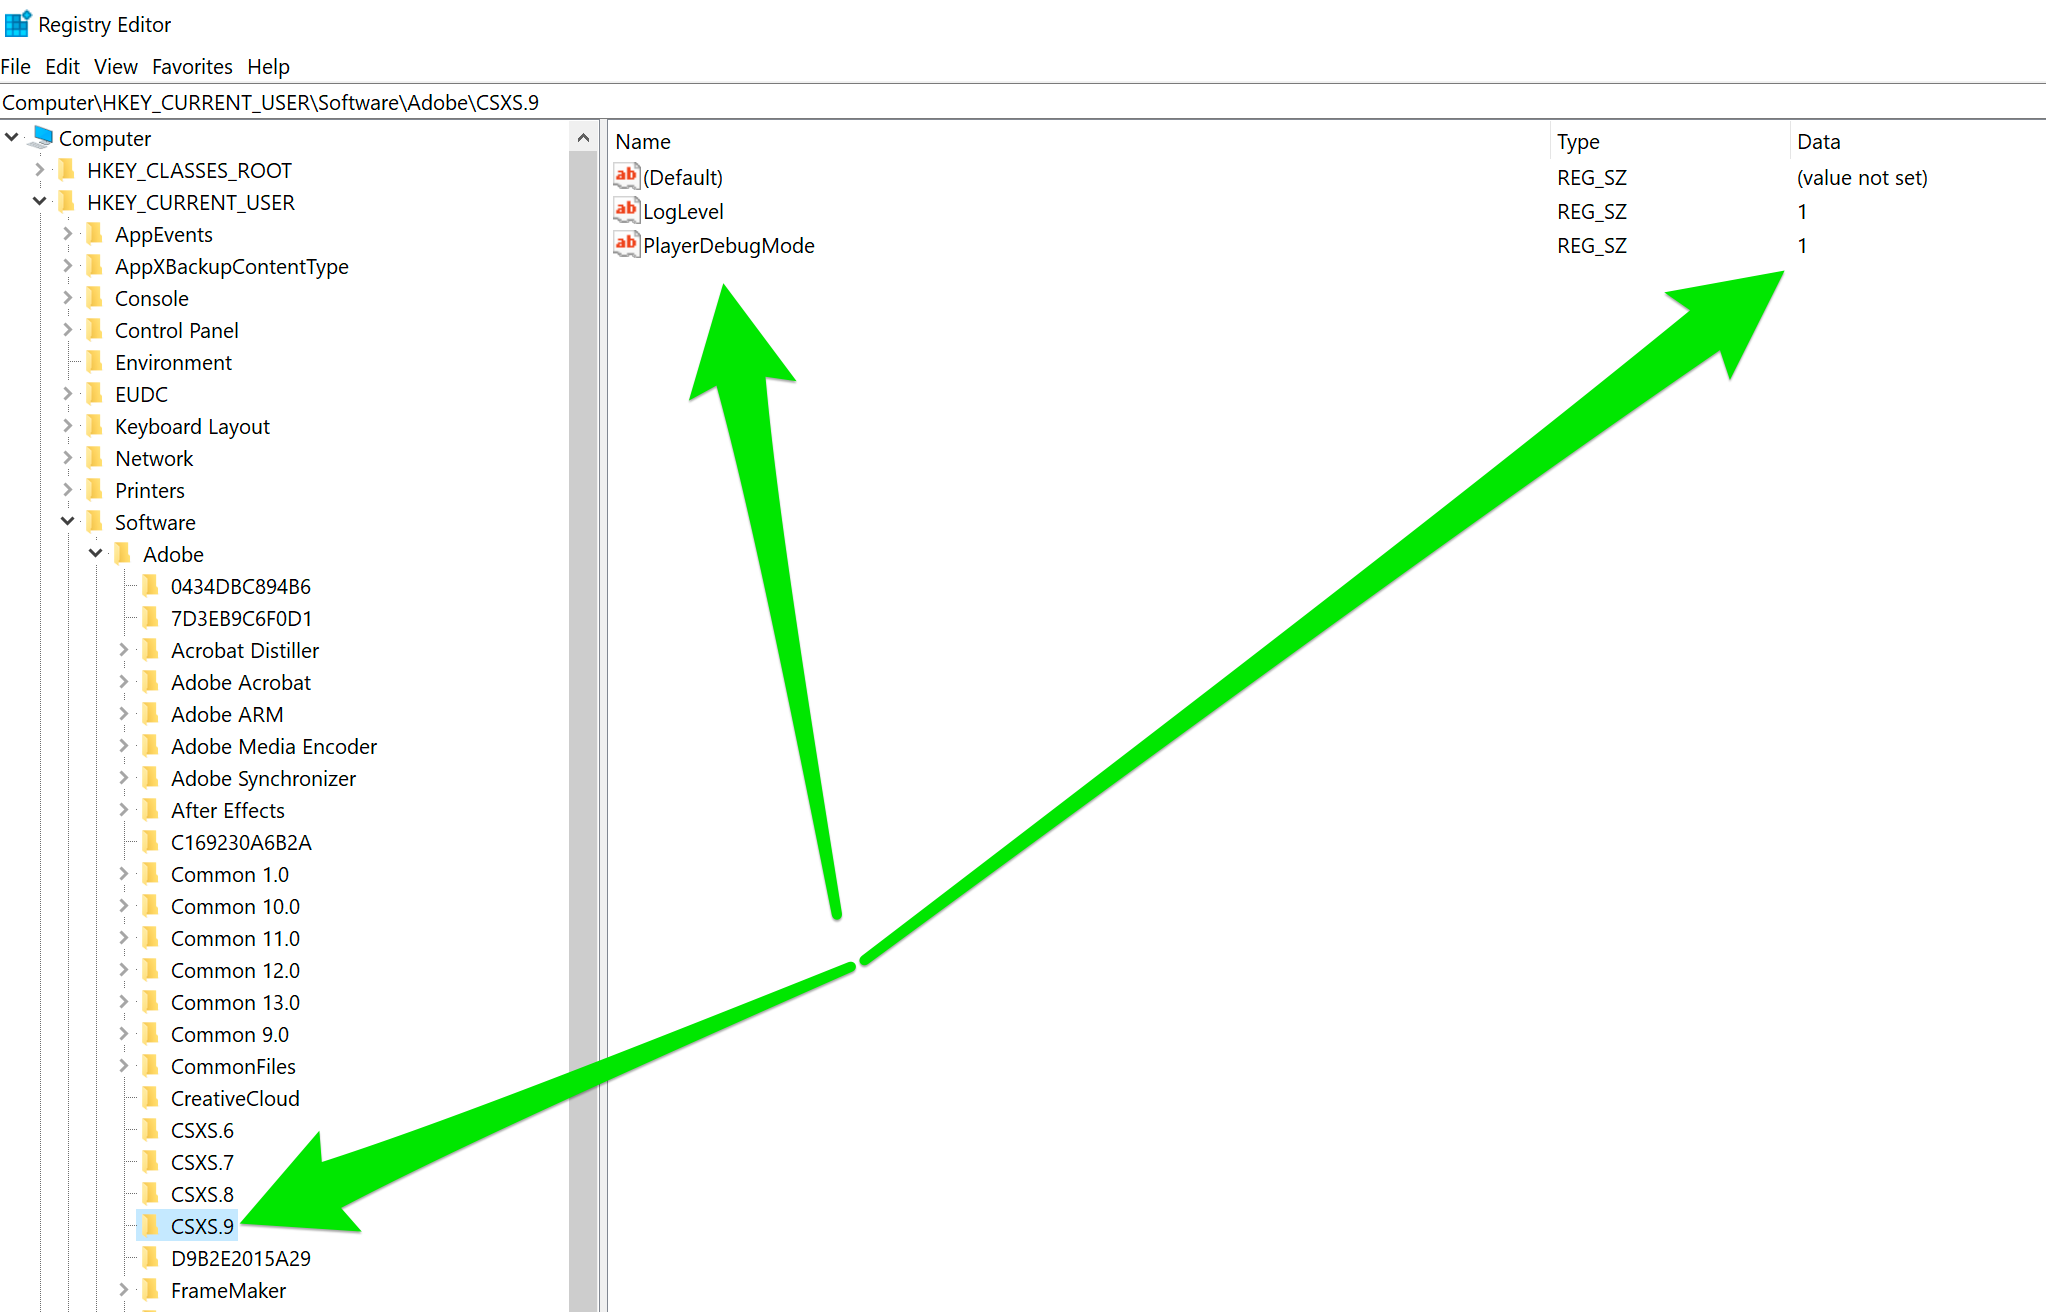 Registry Editor
File Edit View Favorites Help
Computer\HKEY_CURRENT_USER\Software\Adobe\CSXS.9
Computer
HKEY_CLASSES_ROOT
HKEY_CURRENT_USER
AppEvents
AppXBackupContentType
Console
Control Panel
Environment
EUDC
Keyboard Layout
Network
Printers
Software
Adobe
0434DBC894B6
7D3EB9C6F0D1
Acrobat Distiller
Adobe Acrobat
Adobe ARM
Adobe Media Encoder
Adobe Synchronizer
After Effects
C169230A6B2A
Common 1.0
Common 10.0
Common 11.0
Common 12.0
Common 13.0
Common 9.0
CommonFiles
CreativeCloud
CSXS.6
CSXS.7
CSXS.8
CSXS.9
D9B2E2015A29
FrameMaker
Name Type Data
ab (Default) REG_SZ (value not set)
ab LogLevel REG_SZ 1
ab PlayerDebugMode REG_SZ 1